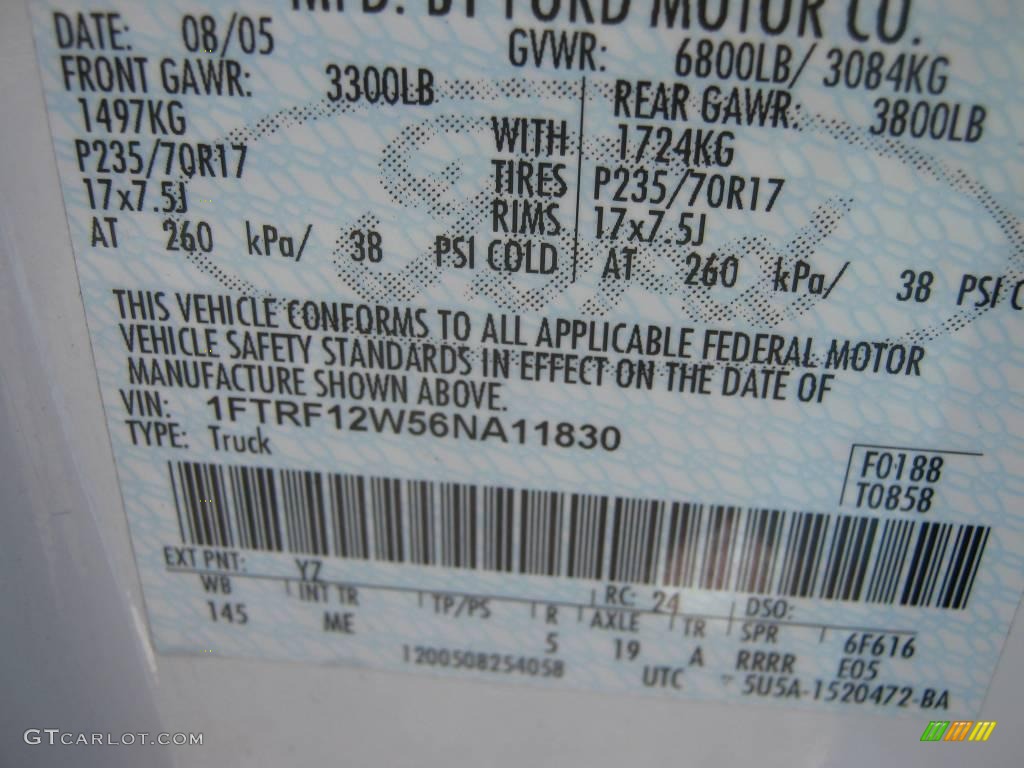 MFD. BY FORD MOTOR CO.
DATE: 08/05 GVWR: 6800LB/ 3084KG
FRONT GAWR: 3300LB REAR GAWR: 3800LB
1497KG WITH 1724KG
P235/70R17 TIRES P235/70R17
17x7.5J RIMS 17x7.5J
AT 260 kPa/ 38 PSI COLD AT 260 kPa/ 38 PSI C
THIS VEHICLE CONFORMS TO ALL APPLICABLE FEDERAL MOTOR
VEHICLE SAFETY STANDARDS IN EFFECT ON THE DATE OF
MANUFACTURE SHOWN ABOVE.
VIN: 1FTRF12W56NA11830
TYPE: Truck
F0188
T0858
EXT PNT: YZ RC: 24 DSO:
WB INT TR TP/PS R AXLE TR SPR 6F616
145 ME 5 19 A RRRR E05
1200508254058 UTC 5U5A-1520472-BA
GTCARLOT.COM